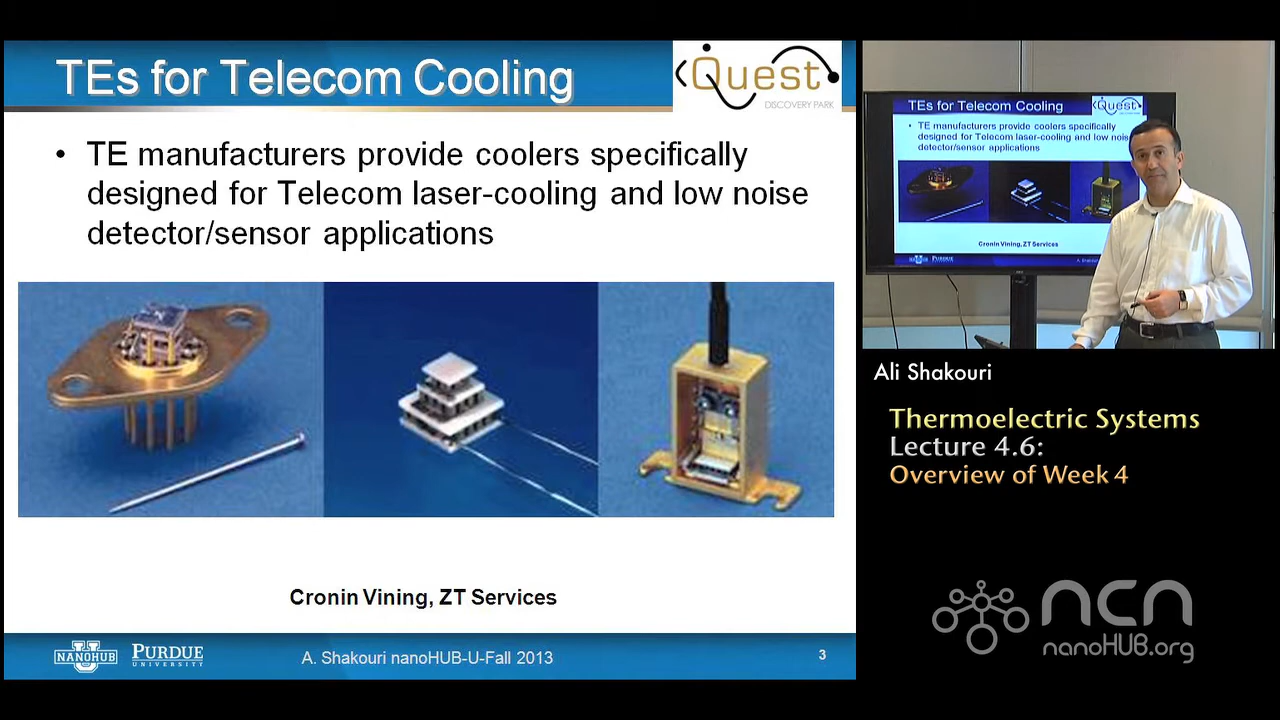 TEs for Telecom Cooling
Quest
DISCOVERY PARK
• TE manufacturers provide coolers specifically
designed for Telecom laser-cooling and low noise
detector/sensor applications
Cronin Vining, ZT Services
NANOHUB
U
PURDUE
UNIVERSITY
A. Shakouri nanoHUB-U-Fall 2013
3
TEs for Telecom Cooling
Quest
• TE manufacturers provide coolers specifically
designed for Telecom laser-cooling and low
detector/sensor applications
Cronin Vining, ZT Services
PURDUE
Ali Shakouri
Thermoelectric Systems
Lecture 4.6:
Overview of Week 4
ncn
nanoHUB.org